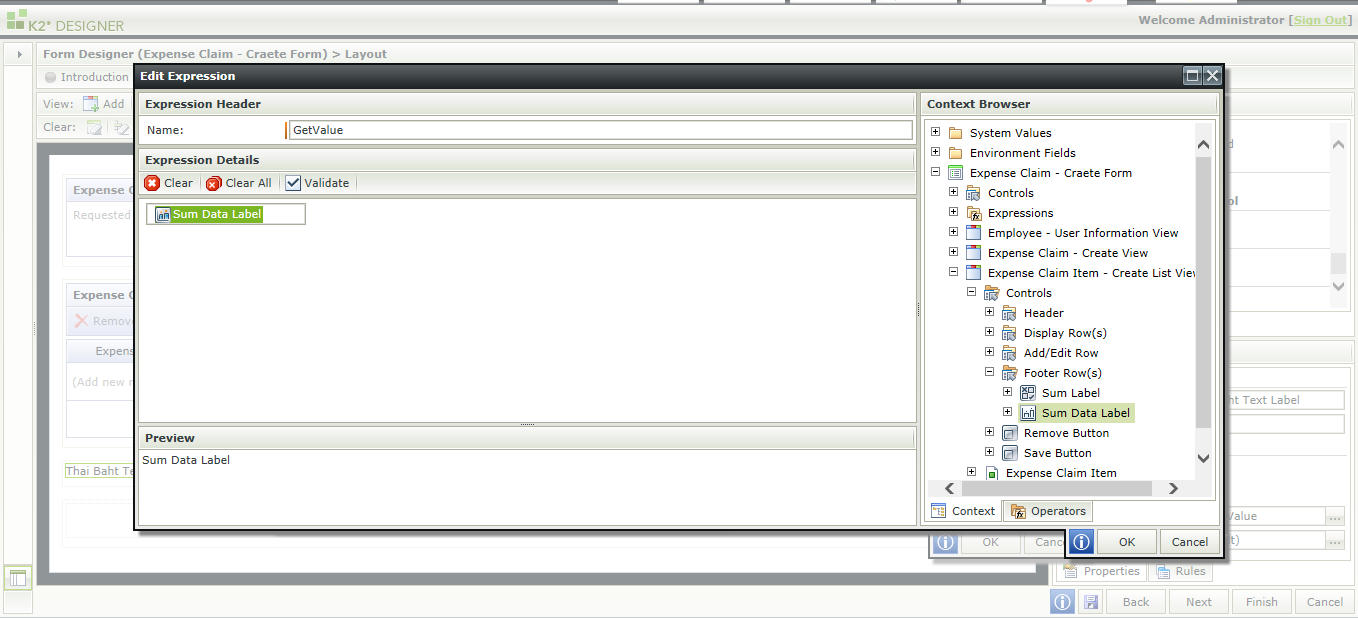 K2* DESIGNER
Welcome Administrator [Sign Out]
Form Designer (Expense Claim - Craete Form) > Layout
Introduction
View: Add
Clear:
Edit Expression
Expression Header
Name: GetValue
Expression Details
Clear Clear All Validate
Sum Data Label
Preview
Sum Data Label
Context Browser
System Values
Environment Fields
Expense Claim - Craete Form
Controls
Expressions
Employee - User Information View
Expense Claim - Create View
Expense Claim Item - Create List View
Controls
Header
Display Row(s)
Add/Edit Row
Footer Row(s)
Sum Label
Sum Data Label
Remove Button
Save Button
Expense Claim Item
Context Operators
OK Cancel
OK
Expense
Requested
Expense
Remov
Expens
(Add new
Thai Baht Te
ht Text Label
Value
Properties Rules
Back Next Finish Cancel